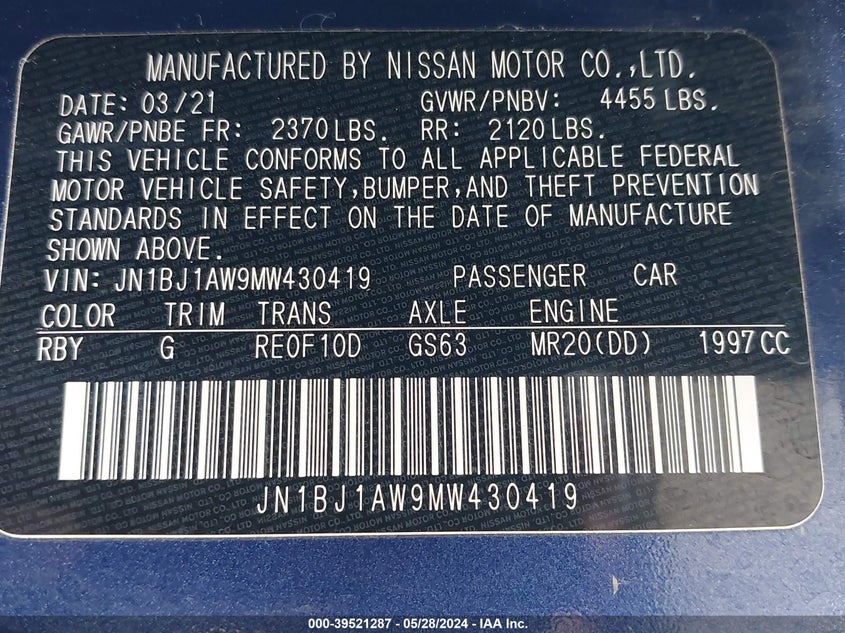 MANUFACTURED BY NISSAN MOTOR CO.,LTD.
DATE: 03/21 GVWR/PNBV: 4455 LBS.
GAWR/PNBE FR: 2370 LBS. RR: 2120 LBS.
THIS VEHICLE CONFORMS TO ALL APPLICABLE FEDERAL
MOTOR VEHICLE SAFETY,BUMPER,AND THEFT PREVENTION
STANDARDS IN EFFECT ON THE DATE OF MANUFACTURE
SHOWN ABOVE.
VIN: JN1BJ1AW9MW430419 PASSENGER CAR
COLOR TRIM TRANS AXLE ENGINE
RBY G RE0F10D GS63 MR20(DD) 1997 CC
JN1BJ1AW9MW430419
000-39521287 - 05/28/2024 - IAA Inc.